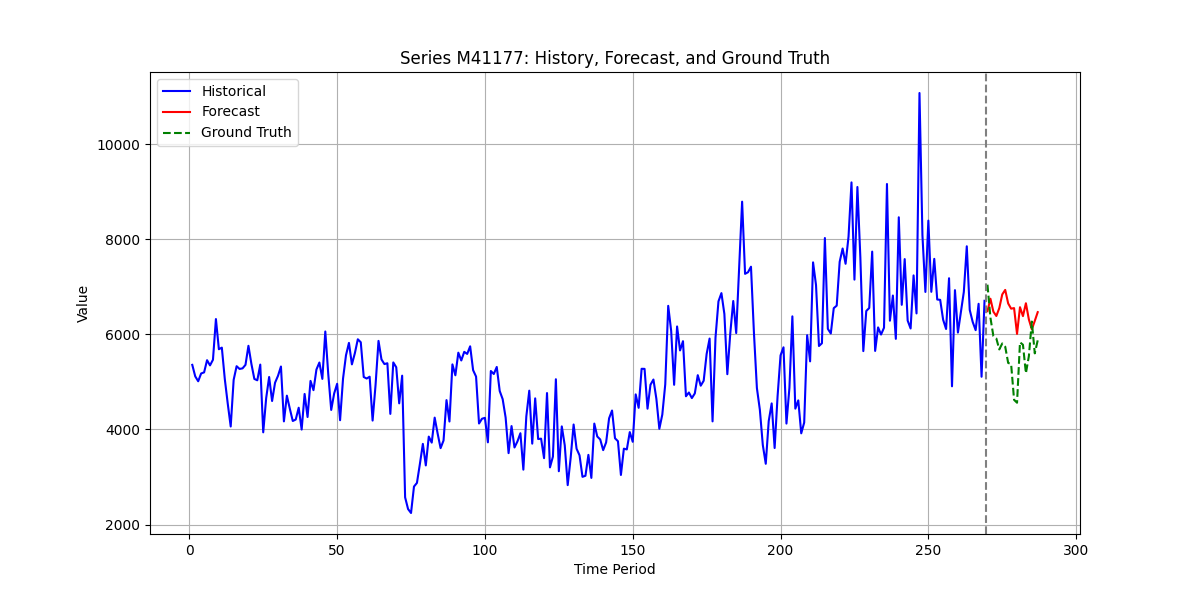 Series M41177: History, Forecast, and Ground Truth
Historical
Forecast
Ground Truth
Value
10000
8000
6000
4000
2000
0
50
100
150
200
250
300
Time Period